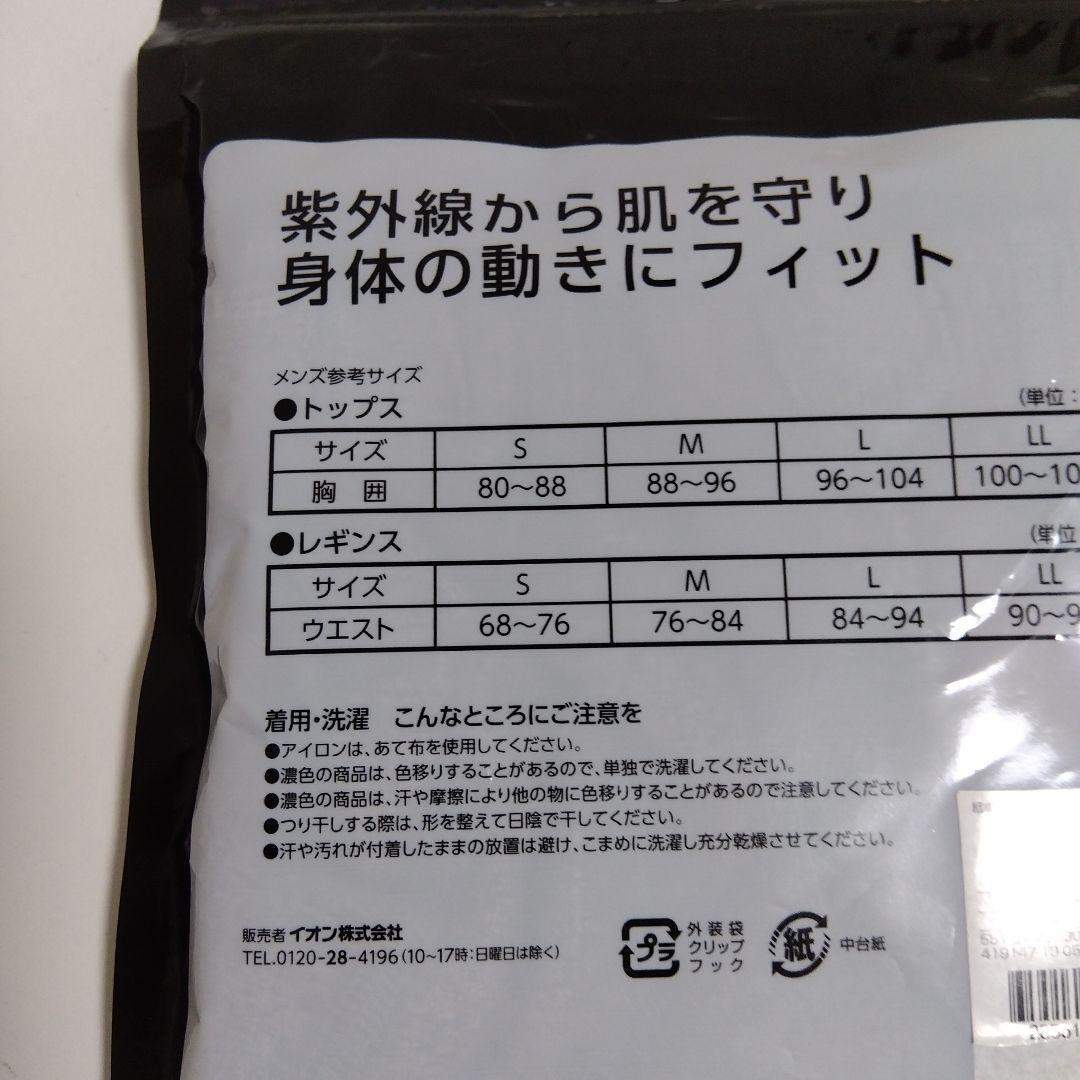 紫外線から肌を守り
身体の動きにフィット
メンズ参考サイズ
●トップス (単位:
サイズ S M L LL
胸 囲 80〜88 88〜96 96〜104 100〜10
●レギンス (単位
サイズ S M L LL
ウエスト 68〜76 76〜84 84〜94 90〜9
着用・洗濯 こんなところにご注意を
●アイロンは、あて布を使用してください。
●濃色の商品は、色移りすることがあるので、単独で洗濯してください。
●濃色の商品は、汗や摩擦により他の物に色移りすることがあるので注意してください。
●つり干しする際は、形を整えて日陰で干してください。
●汗や汚れが付着したままの放置は避け、こまめに洗濯し充分乾燥させてください。
販売者 イオン株式会社
TEL.0120-28-4196(10〜17時:日曜日は除く)
プラ
外装袋
クリップ
フック
紙
中台紙